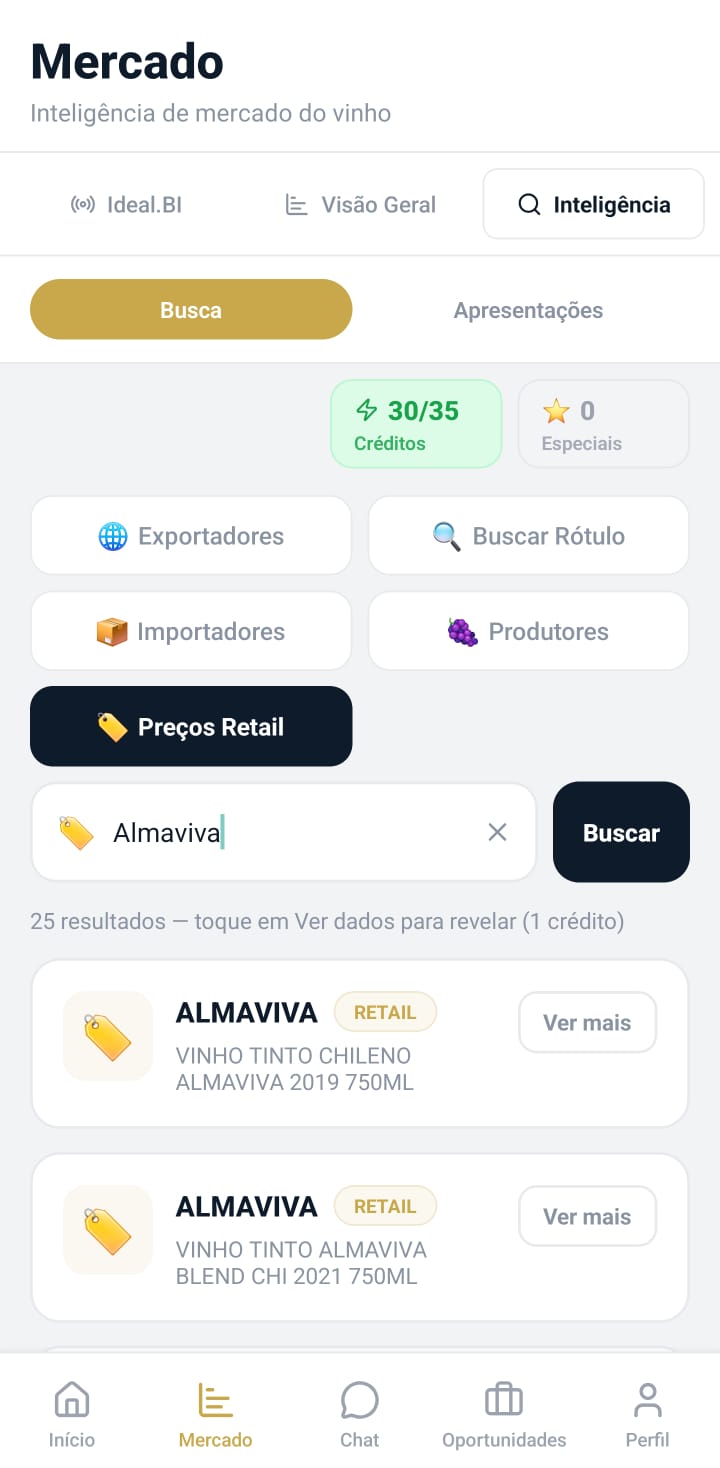 Mercado
Inteligência de mercado do vinho
Ideal.BI
Visão Geral
Inteligência
Busca
Apresentações
30/35
Créditos
0
Especiais
Exportadores
Buscar Rótulo
Importadores
Produtores
Preços Retail
Almaviva
Buscar
25 resultados — toque em Ver dados para revelar (1 crédito)
ALMAVIVA RETAIL
Ver mais
VINHO TINTO CHILENO
ALMAVIVA 2019 750ML
ALMAVIVA RETAIL
Ver mais
VINHO TINTO ALMAVIVA
BLEND CHI 2021 750ML
Início
Mercado
Chat
Oportunidades
Perfil